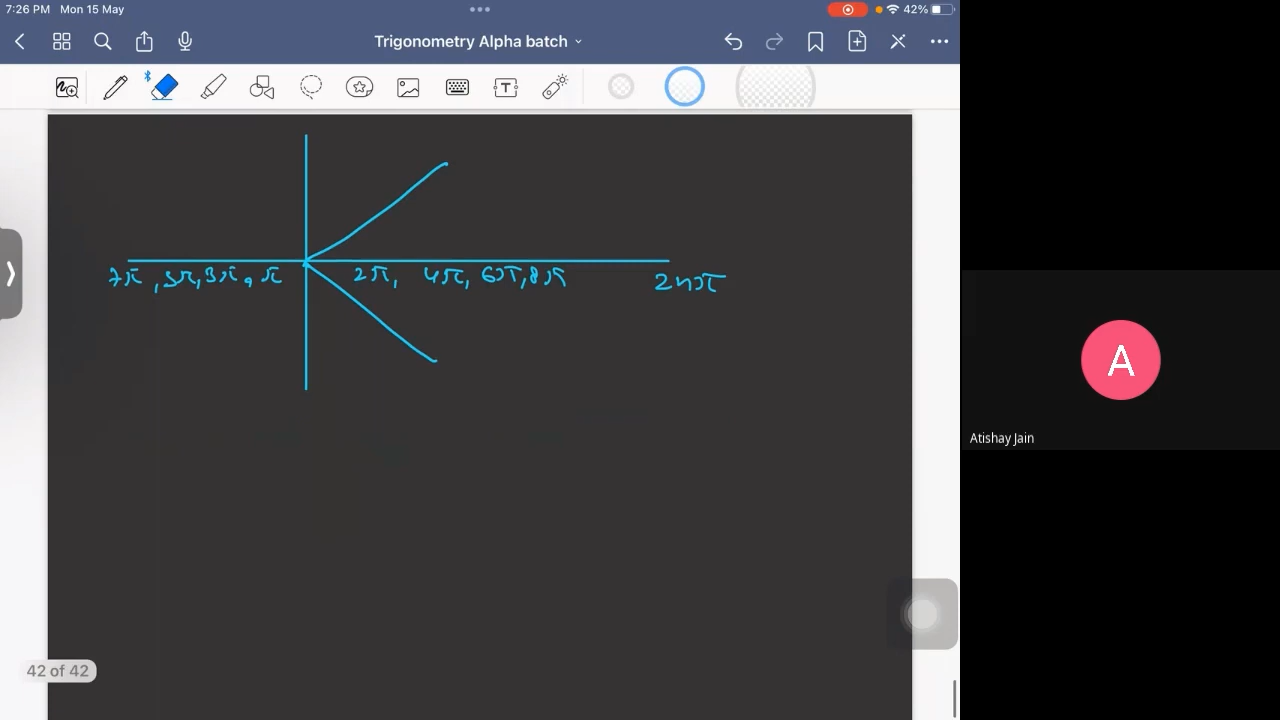 7:26 PM Mon 15 May
42%
Trigonometry Alpha batch
T
7π, 5π, 3π, π 2π, 4π, 6π, 8π 2nπ
A
Atishay Jain
42 of 42